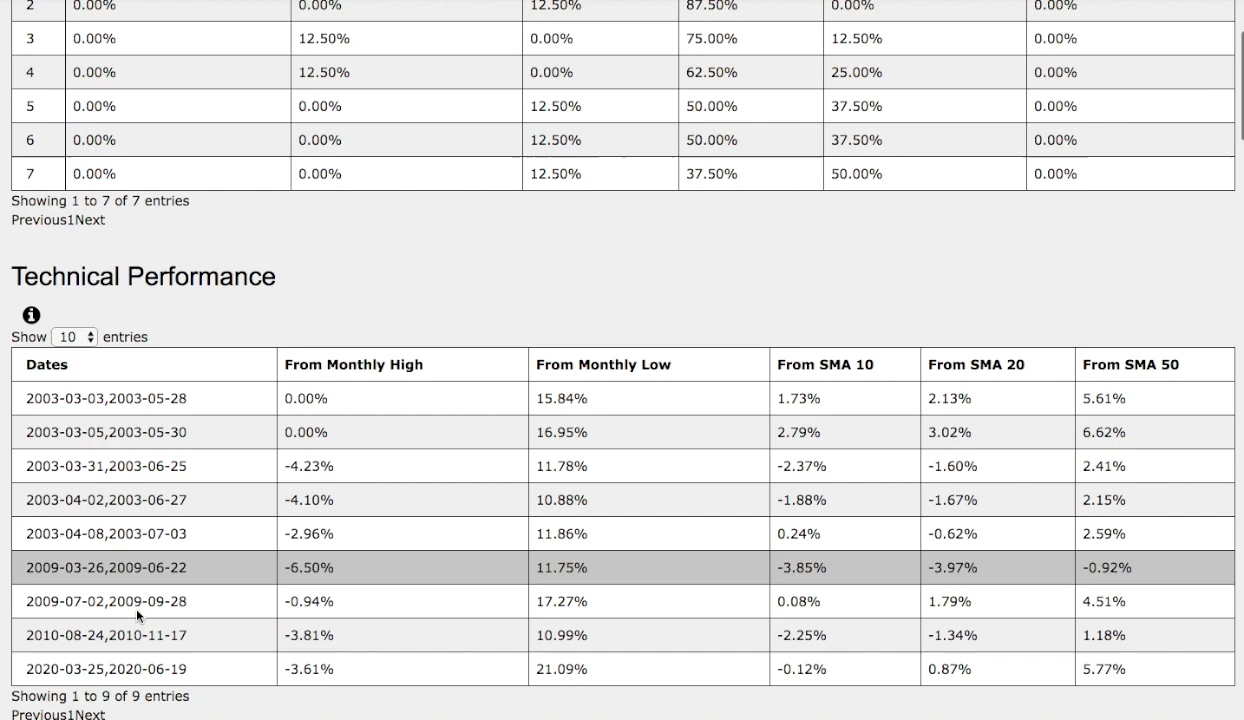 2 0.00% 0.00% 12.50% 87.50% 0.00% 0.00%
3 0.00% 12.50% 0.00% 75.00% 12.50% 0.00%
4 0.00% 12.50% 0.00% 62.50% 25.00% 0.00%
5 0.00% 0.00% 12.50% 50.00% 37.50% 0.00%
6 0.00% 0.00% 12.50% 50.00% 37.50% 0.00%
7 0.00% 0.00% 12.50% 37.50% 50.00% 0.00%
Showing 1 to 7 of 7 entries
Previous1Next
Technical Performance
Show 10 entries
Dates From Monthly High From Monthly Low From SMA 10 From SMA 20 From SMA 50
2003-03-03,2003-05-28 0.00% 15.84% 1.73% 2.13% 5.61%
2003-03-05,2003-05-30 0.00% 16.95% 2.79% 3.02% 6.62%
2003-03-31,2003-06-25 -4.23% 11.78% -2.37% -1.60% 2.41%
2003-04-02,2003-06-27 -4.10% 10.88% -1.88% -1.67% 2.15%
2003-04-08,2003-07-03 -2.96% 11.86% 0.24% -0.62% 2.59%
2009-03-26,2009-06-22 -6.50% 11.75% -3.85% -3.97% -0.92%
2009-07-02,2009-09-28 -0.94% 17.27% 0.08% 1.79% 4.51%
2010-08-24,2010-11-17 -3.81% 10.99% -2.25% -1.34% 1.18%
2020-03-25,2020-06-19 -3.61% 21.09% -0.12% 0.87% 5.77%
Showing 1 to 9 of 9 entries
Previous1Next